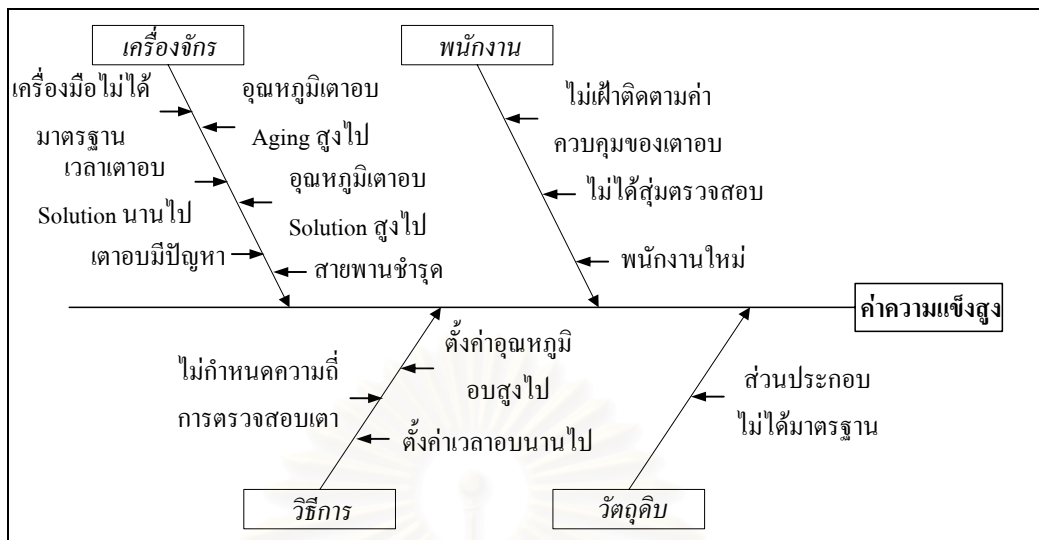 เครื่องจักร
พนักงาน
เครื่องมือไม่ได้
มาตรฐาน
อุณหภูมิเตาอบ
Aging สูงไป
เวลาเตาอบ
Solution นานไป
อุณหภูมิเตาอบ
Solution สูงไป
เตาอบมีปัญหา
สายพานชำรุด
ไม่เฝ้าติดตามค่า
ควบคุมของเตาอบ
ไม่ได้สุ่มตรวจสอบ
พนักงานใหม่
ค่าความแข็งสูง
ไม่กำหนดความถี่
การตรวจสอบเตา
ตั้งค่าอุณหภูมิ
อบสูงไป
ตั้งค่าเวลาอบนานไป
ส่วนประกอบ
ไม่ได้มาตรฐาน
วิธีการ
วัตถุดิบ